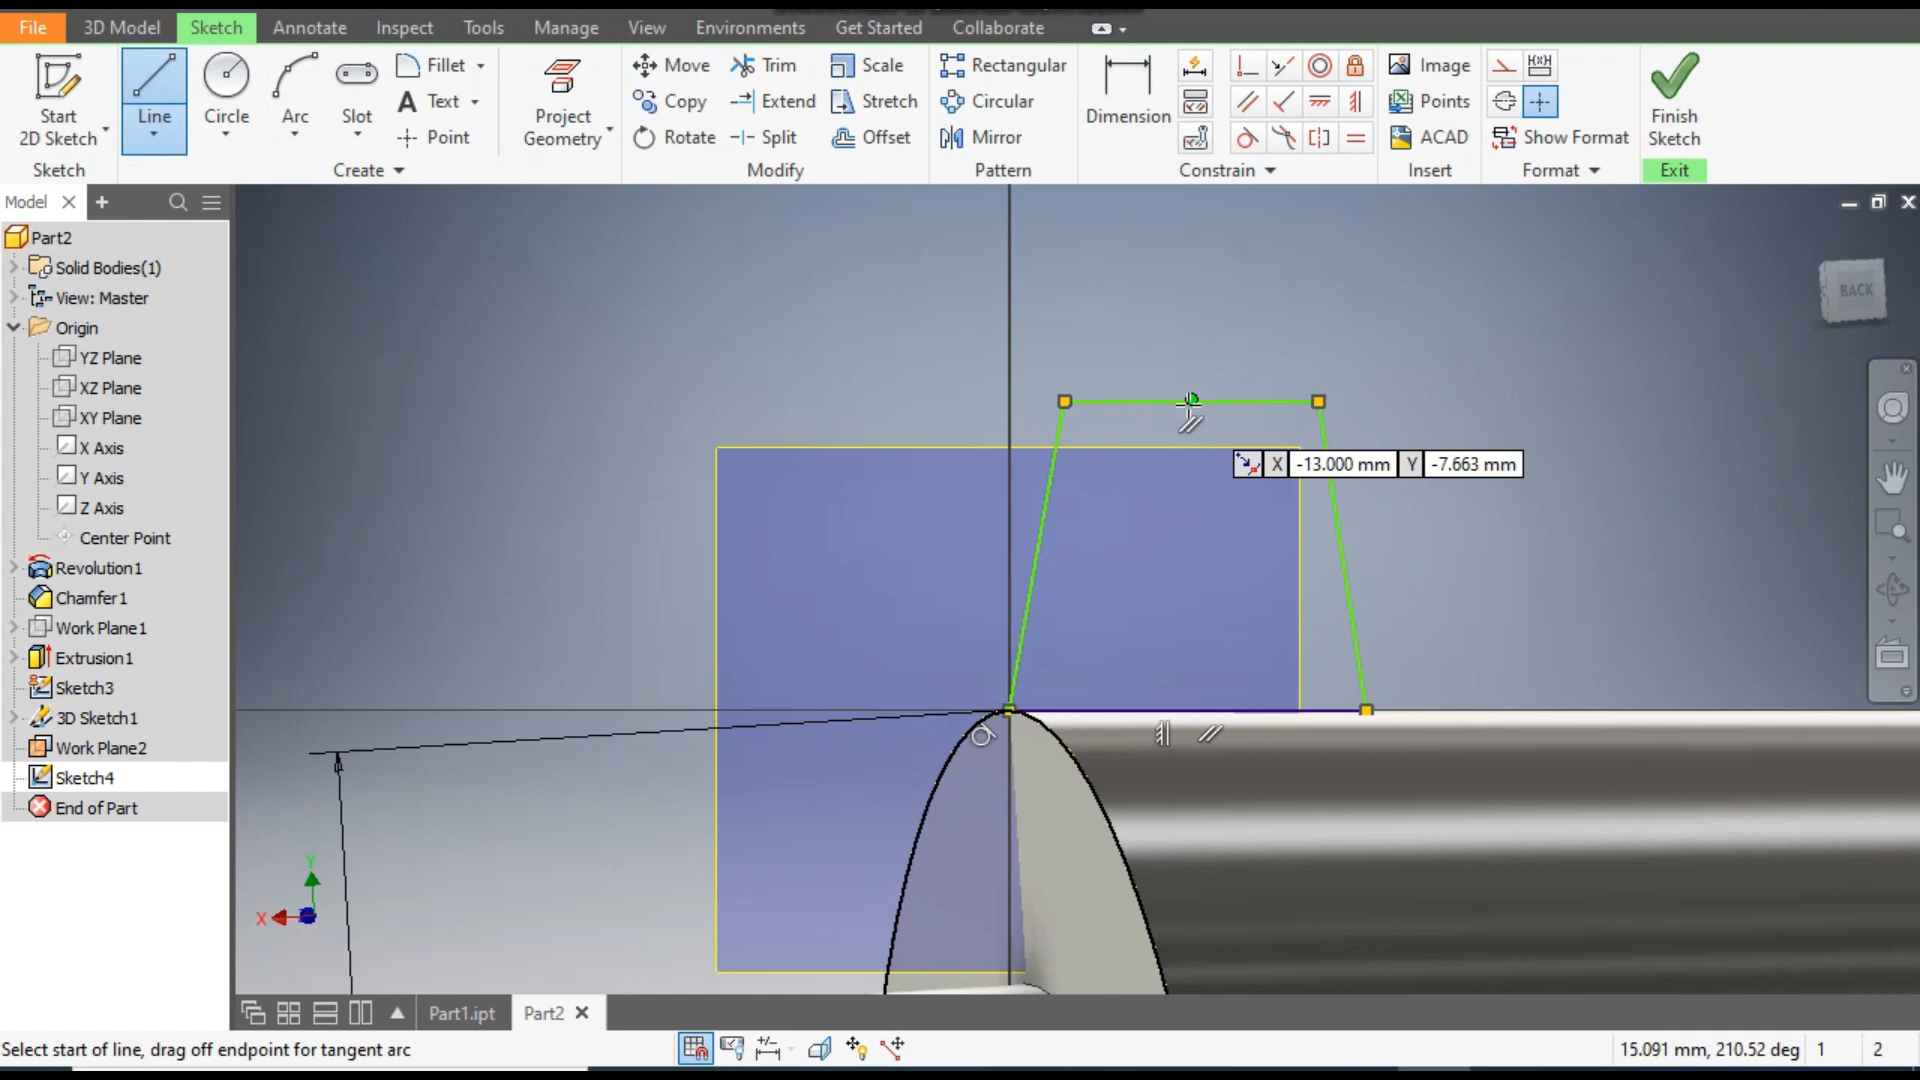 File 3D Model Sketch Annotate Inspect Tools Manage View Environments Get Started Collaborate
Start 2D Sketch
Line
Circle
Arc
Slot
Fillet
Text
Point
Project Geometry
Move
Copy
Rotate
Trim
Extend
Split
Scale
Stretch
Offset
Rectangular
Circular
Mirror
Dimension
Image
Points
ACAD
Show Format
Finish Sketch
Sketch Create Modify Pattern Constrain Insert Format Exit
Model
Part2
Solid Bodies(1)
View: Master
Origin
YZ Plane
XZ Plane
XY Plane
X Axis
Y Axis
Z Axis
Center Point
Revolution1
Chamfer1
Work Plane1
Extrusion1
Sketch3
3D Sketch1
Work Plane2
Sketch4
End of Part
BACK
X -13.000 mm Y -7.663 mm
Y
X
Part1.ipt Part2
Select start of line, drag off endpoint for tangent arc
15.091 mm, 210.52 deg 1 2